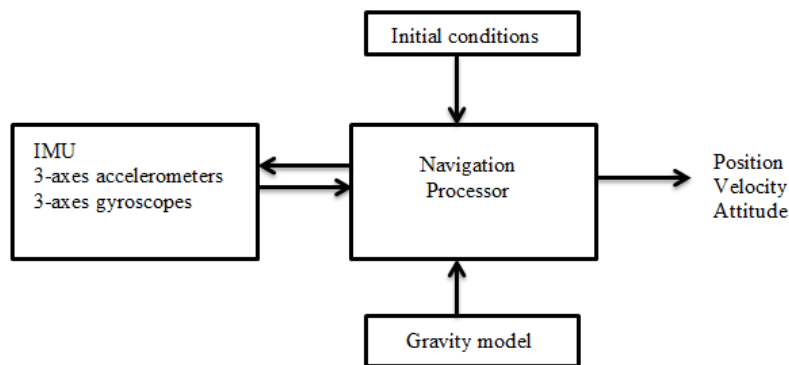 Initial conditions
IMU
3-axes accelerometers
3-axes gyroscopes
Navigation
Processor
Position
Velocity
Attitude
Gravity model